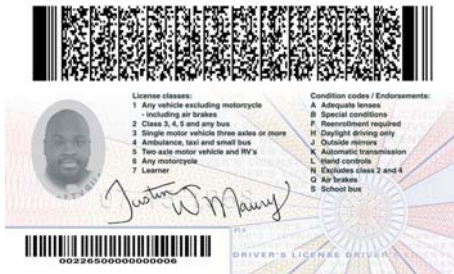 License classes:
1 Any vehicle excluding motorcycle
- including air brakes
2 Class 3, 4, 5 and any bus
3 Single motor vehicle three axles or more
4 Ambulance, taxi and small bus
5 Two axle motor vehicle and RV's
6 Any motorcycle
7 Learner
Condition codes / Endorsements:
A Adequate lenses
B Special conditions
F Reenrollment required
H Daylight driving only
J Outside mirrors
K Automatic transmission
L Hand controls
N Excludes class 2 and 4
Q Air brakes
S School bus
Justin W Maury
00226500000000006
DRIVER'S LICENSE DRIVER'S